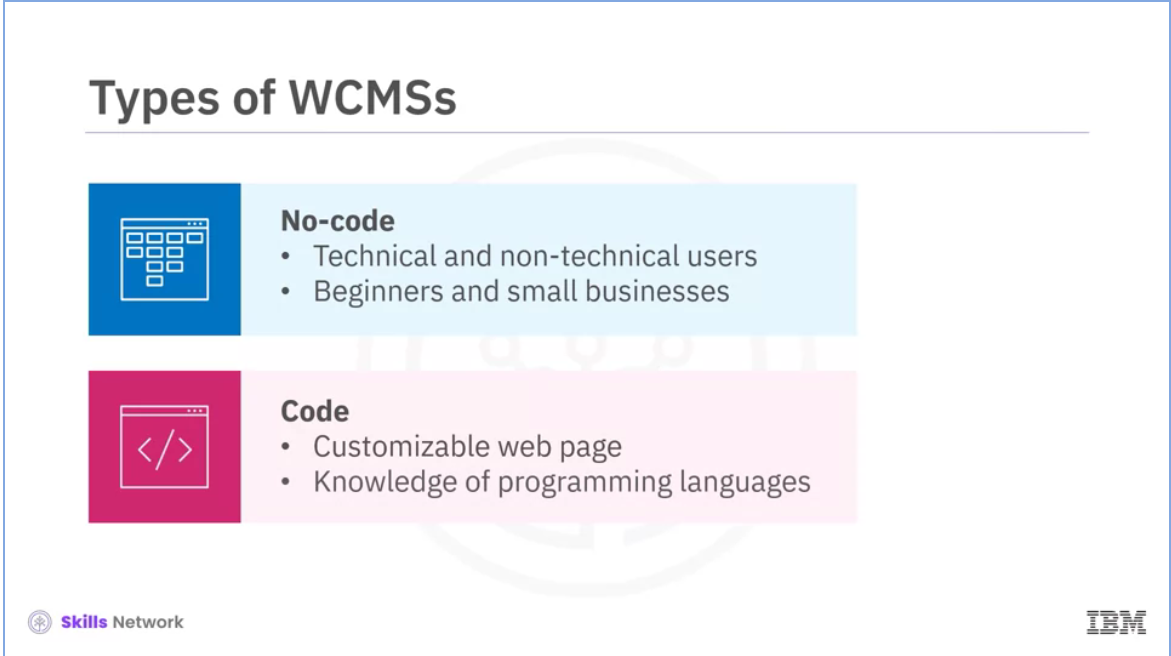 Types of WCMSs
No-code
• Technical and non-technical users
• Beginners and small businesses
</>
Code
• Customizable web page
• Knowledge of programming languages
Skills Network
IBM